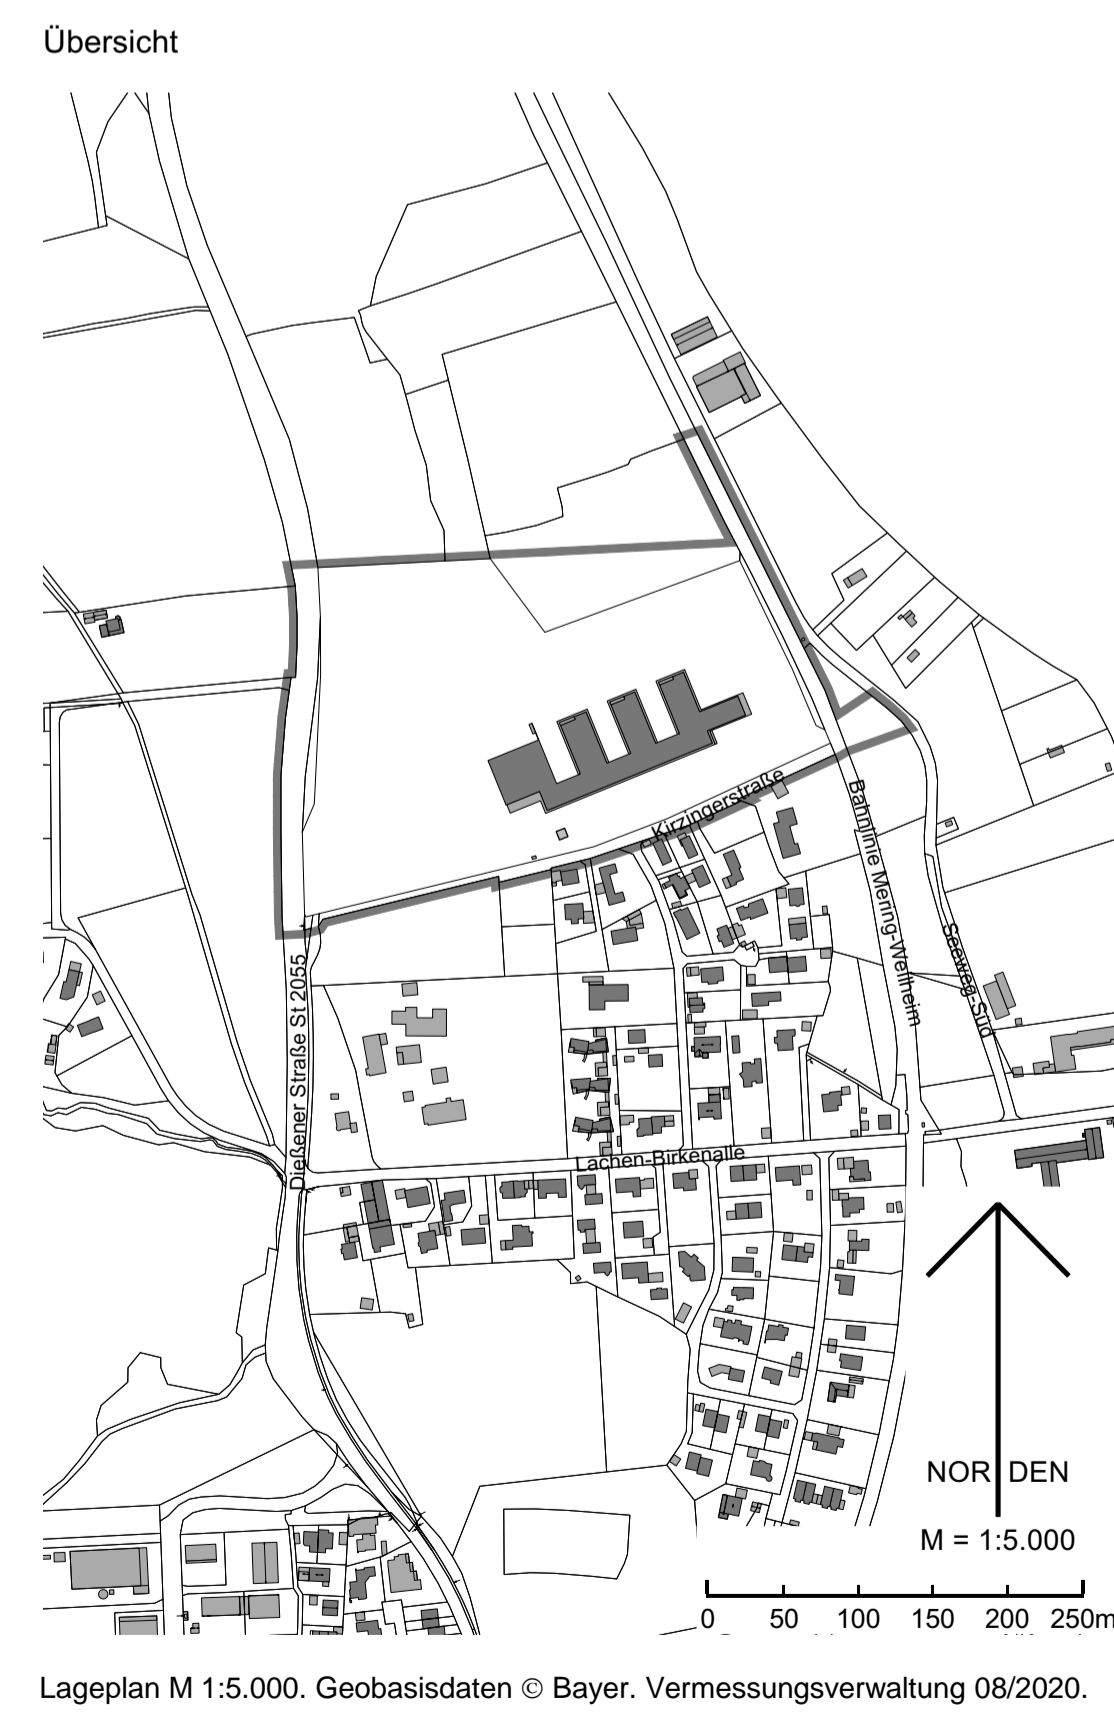 Übersicht
Kirzingerstraße
Bahnlinie Mering-Weilheim
Seeweg-Süd
Dießener Straße St 2055
Lachen-Birkenalle
NORDEN
M = 1:5.000
0 50 100 150 200 250m
Lageplan M 1:5.000. Geobasisdaten © Bayer. Vermessungsverwaltung 08/2020.